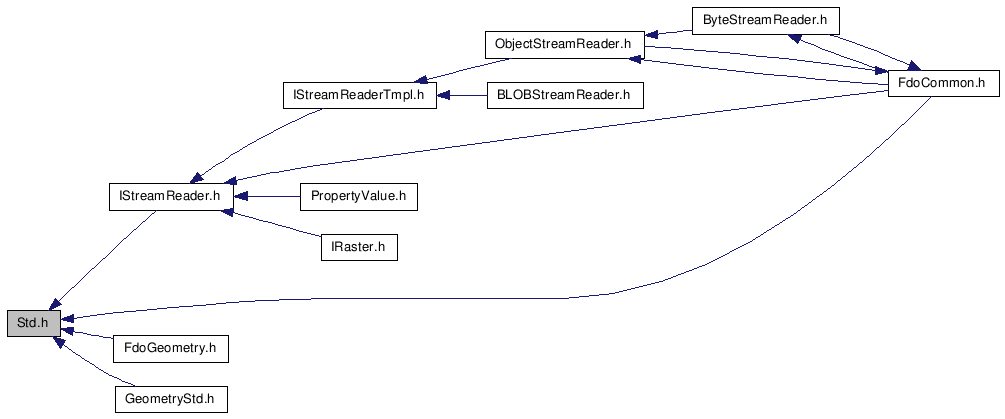 ByteStreamReader.h
ObjectStreamReader.h
FdoCommon.h
IStreamReaderTmpl.h
BLOBStreamReader.h
IStreamReader.h
PropertyValue.h
IRaster.h
Std.h
FdoGeometry.h
GeometryStd.h